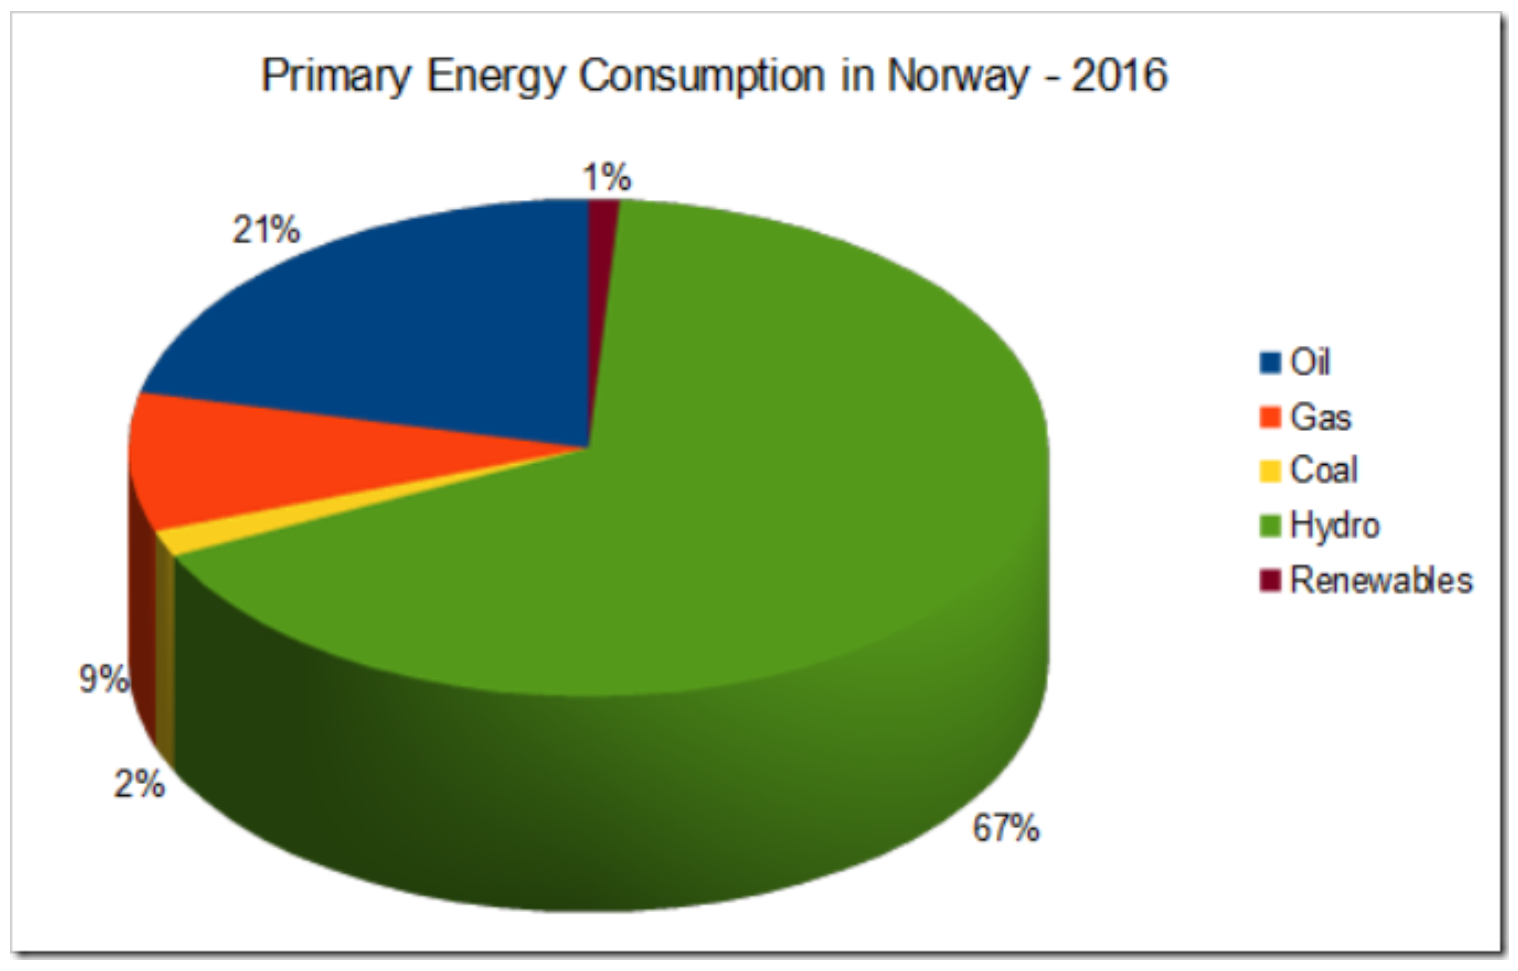 Primary Energy Consumption in Norway - 2016
1%
21%
Oil
Gas
Coal
Hydro
Renewables
9%
2%
67%